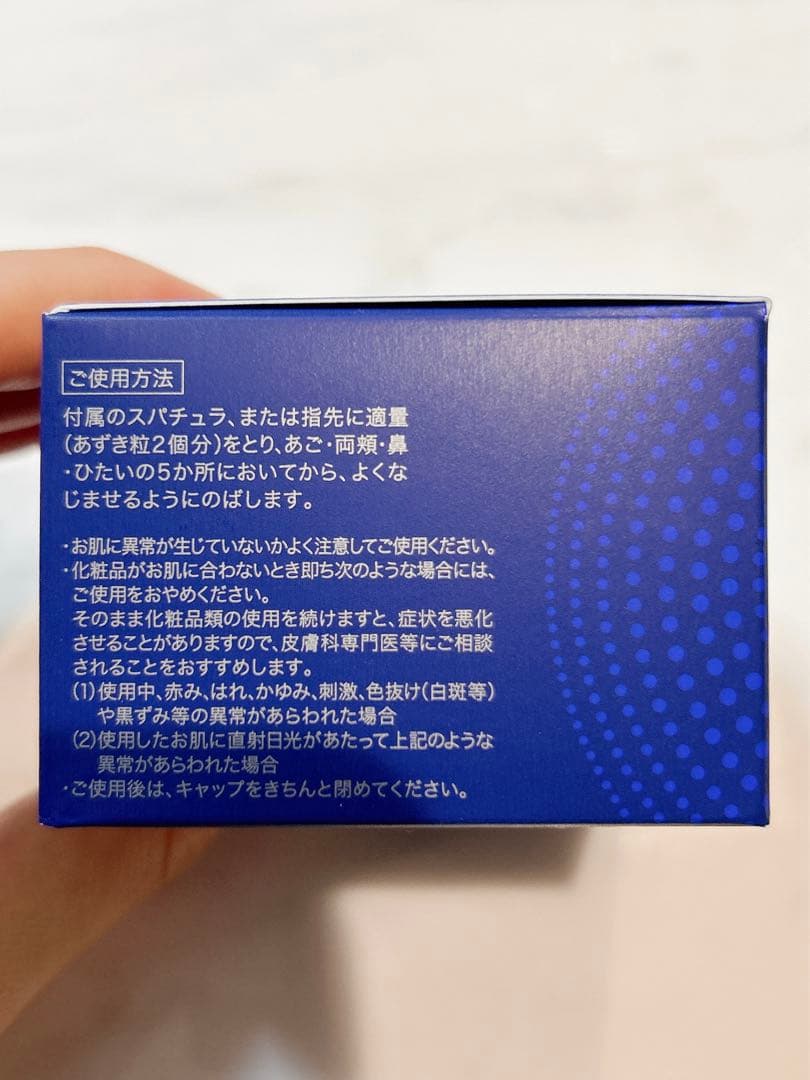 ご使用方法
付属のスパチュラ、または指先に適量
(あずき粒2個分)をとり、あご・両頬・鼻
・ひたいの5か所においてから、よくな
じませるようにのばします。
・お肌に異常が生じていないかよく注意してご使用ください。
・化粧品がお肌に合わないとき即ち次のような場合には、
ご使用をおやめください。
そのまま化粧品類の使用を続けますと、症状を悪化
させることがありますので、皮膚科専門医等にご相談
されることをおすすめします。
(1)使用中、赤み、はれ、かゆみ、刺激、色抜け(白斑等)
や黒ずみ等の異常があらわれた場合
(2)使用したお肌に直射日光があたって上記のような
異常があらわれた場合
・ご使用後は、キャップをきちんと閉めてください。